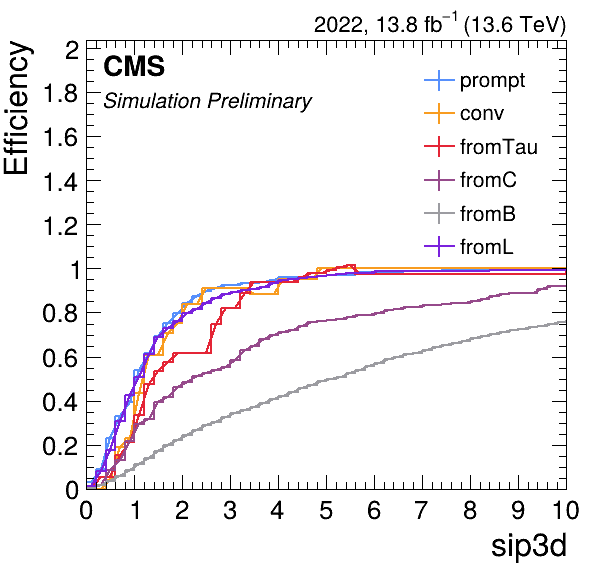 2022, 13.8 fb⁻¹ (13.6 TeV)
Efficiency
CMS
Simulation Preliminary
prompt
conv
fromTau
fromC
fromB
fromL
2
1.8
1.6
1.4
1.2
1
0.8
0.6
0.4
0.2
0
0 1 2 3 4 5 6 7 8 9 10
sip3d